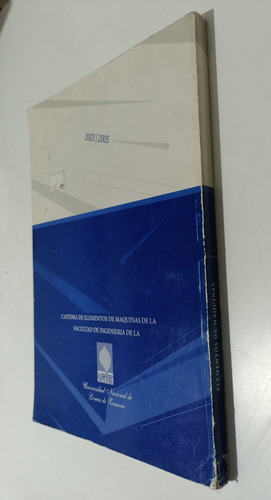 2003 | 2005
CATEDRA DE ELEMENTOS DE MAQUINAS DE LA
FACULTAD DE INGENIERIA DE LA
Universidad Nacional de
Lomas de Zamora
ELEMENTOS DE MAQUINAS